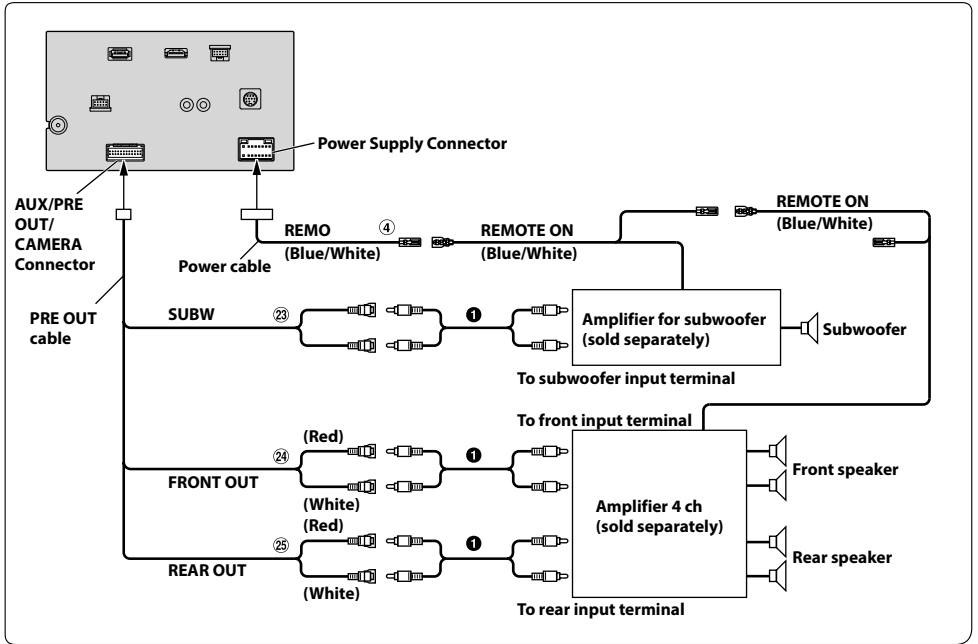 Power Supply Connector
AUX/PRE
OUT/
CAMERA
Connector
REMO
④
(Blue/White)
REMOTE ON
(Blue/White)
REMOTE ON
(Blue/White)
Power cable
PRE OUT
cable
SUBW
㉓
❶
Amplifier for subwoofer
(sold separately)
Subwoofer
To subwoofer input terminal
To front input terminal
(Red)
㉔
❶
FRONT OUT
(White)
Front speaker
Amplifier 4 ch
(sold separately)
(Red)
㉕
❶
REAR OUT
(White)
Rear speaker
To rear input terminal